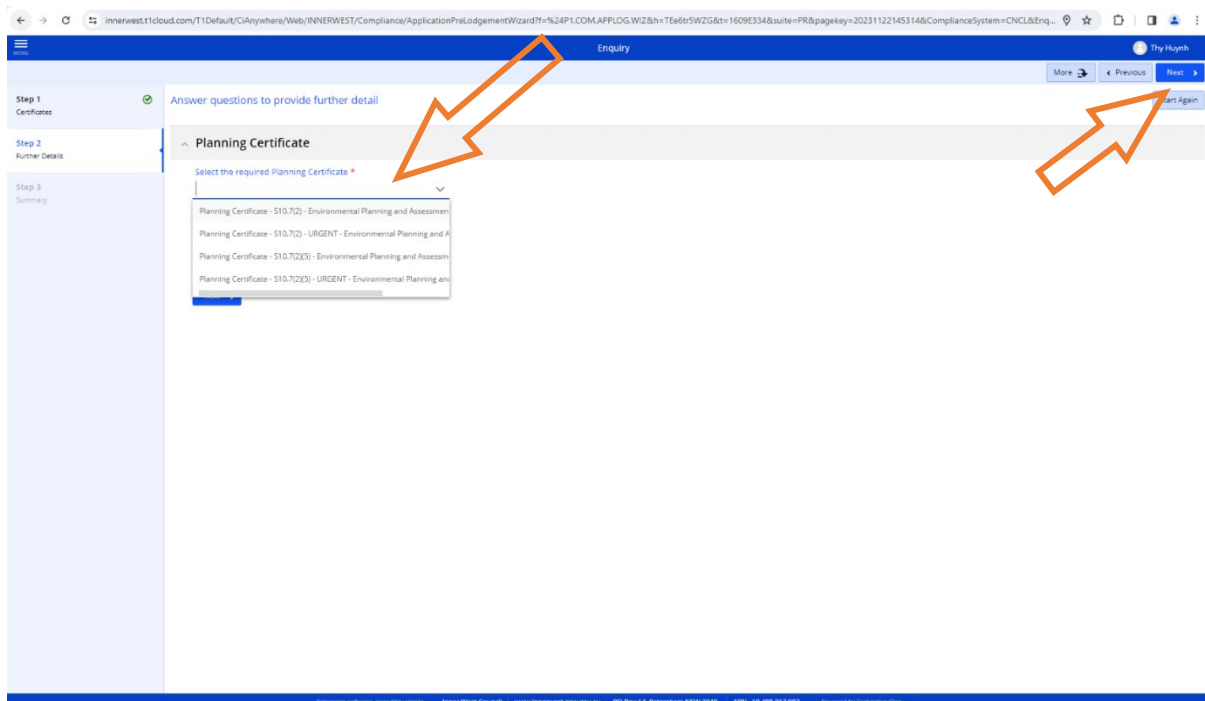 innerwest.t1cloud.com/T1Default/CiAnywhere/Web/INNERWEST/Compliance/ApplicationPreLodgementWizard?f=%24P1.COM.APPLOG.WIZ&h=TEe6tr5WZG&t=1609E334&suite=PR&pagekey=20231122145314&ComplianceSystem=CNCL&Enq...
MENU
Enquiry
Thy Huynh
More
Previous
Next
Step 1
Certificates
Answer questions to provide further detail
Again
Step 2
Further Details
Planning Certificate
Select the required Planning Certificate *
Step 3
Summary
Planning Certificate - S10.7(2) - Environmental Planning and Assessmen
Planning Certificate - S10.7(2) - URGENT - Environmental Planning and A
Planning Certificate - S10.7(2)(5) - Environmental Planning and Assessm
Planning Certificate - S10.7(2)(5) - URGENT - Environmental Planning an